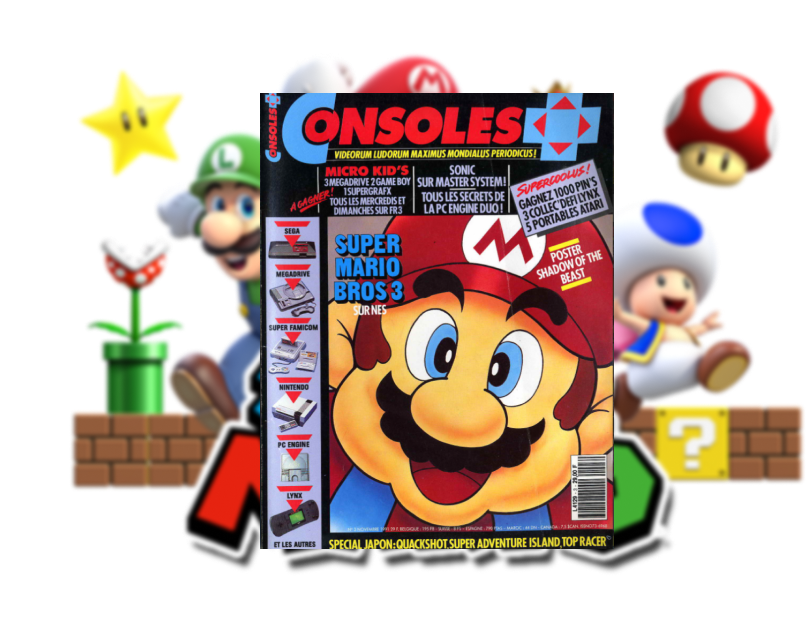 CONSOLES +
CONSOLES +
VIDEORUM LUDORUM MAXIMUS MONDIALUS PERIODICUS !
A GAGNER !
MICRO KID'S
3 MEGADRIVE 2 GAME BOY
1 SUPERGRAFX
TOUS LES MERCREDIS ET
DIMANCHES SUR FR3
SONIC
SUR MASTER SYSTEM !
TOUS LES SECRETS DE
LA PC ENGINE DUO !
SUPERCOOLUS !
GAGNEZ 1000 PIN'S
3 COLLEC DEFI LYNX
5 PORTABLES ATARI
SEGA
MEGADRIVE
SUPER FAMICOM
NINTENDO
PC ENGINE
LYNX
ET LES AUTRES
SUPER
MARIO
BROS 3
SUR NES
POSTER
SHADOW OF THE
BEAST
M
M
L
?
SPECIAL JAPON: QUACKSHOT, SUPER ADVENTURE ISLAND, TOP RACER